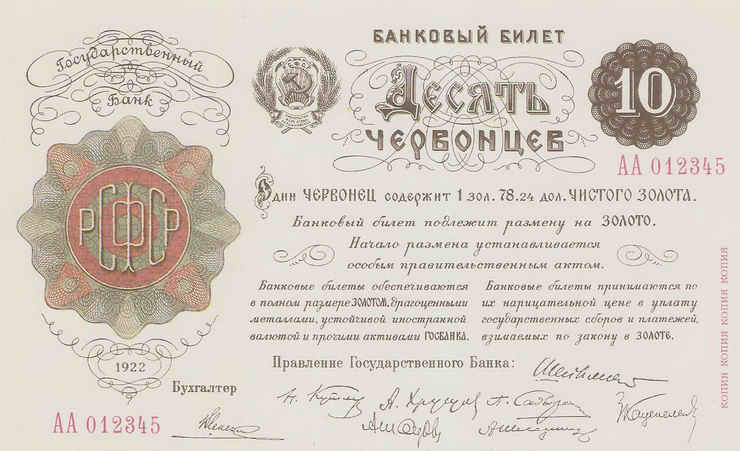 Государственный
Банк
РСФСР
1922
Бухгалтер
АА 012345
БАНКОВЫЙ БИЛЕТ
ДЕСЯТЬ
ЧЕРВОНЦЕВ
10
АА 012345
Один ЧЕРВОНЕЦ содержит 1 зол. 78.24 дол. ЧИСТОГО ЗОЛОТА.
Банковый билет подлежит размену на ЗОЛОТО.
Начало размена устанавливается
особым правительственным актом.
Банковые билеты обеспечиваются
в полном размере ЗОЛОТОМ, драгоценными
металлами, устойчивой иностранной
валютой и прочими активами ГОСБАНКА.
Банковые билеты принимаются по
их нарицательной цене в уплату
государственных сборов и платежей,
взимаемых по закону в ЗОЛОТЕ.
Правление Государственного Банка:
КОПИЯ КОПИЯ КОПИЯ КОПИЯ